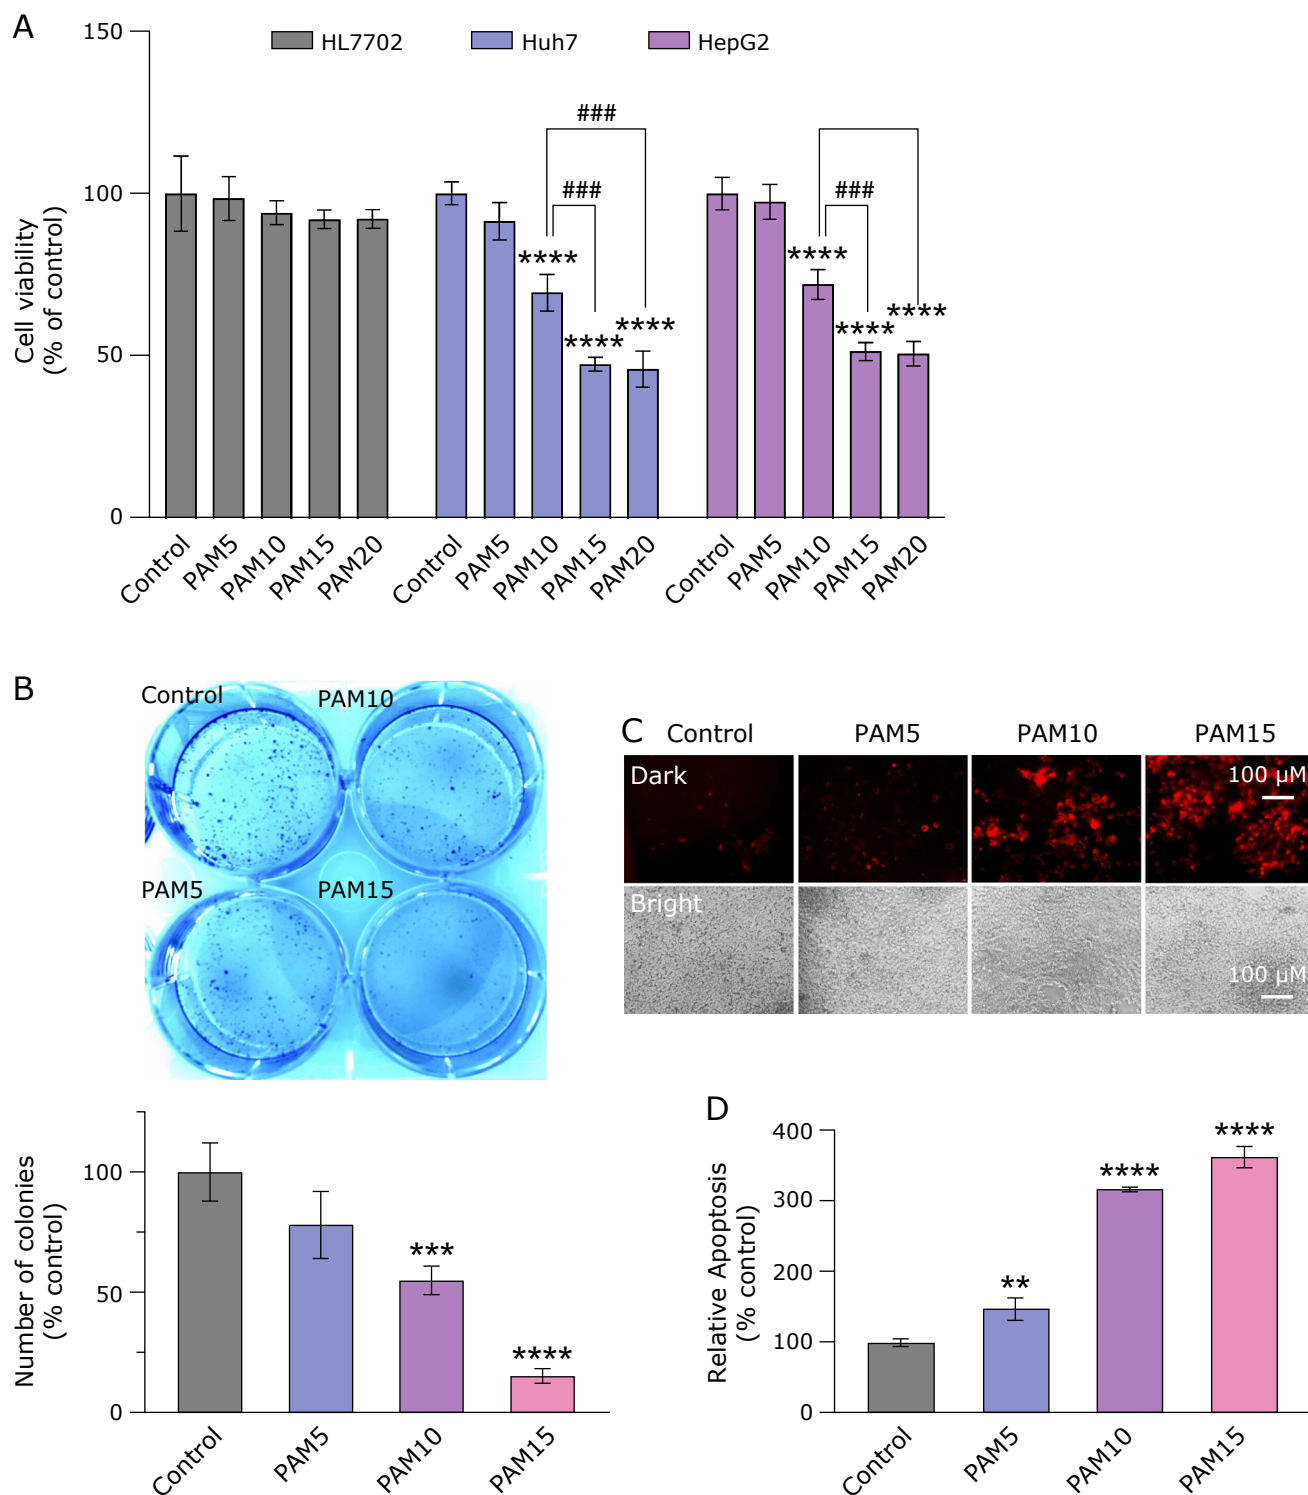 A
HL7702
Huh7
HepG2
Cell viability
(% of control)
150
100
50
0
###
###
###
****
****
****
****
****
****
Control
PAM5
PAM10
PAM15
PAM20
Control
PAM5
PAM10
PAM15
PAM20
Control
PAM5
PAM10
PAM15
PAM20
B
Control
PAM10
PAM5
PAM15
Number of colonies
(% control)
100
50
0
***
****
Control
PAM5
PAM10
PAM15
C
Control
PAM5
PAM10
PAM15
Dark
100 µM
Bright
100 µM
D
Relative Apoptosis
(% control)
400
300
200
100
0
**
****
****
Control
PAM5
PAM10
PAM15